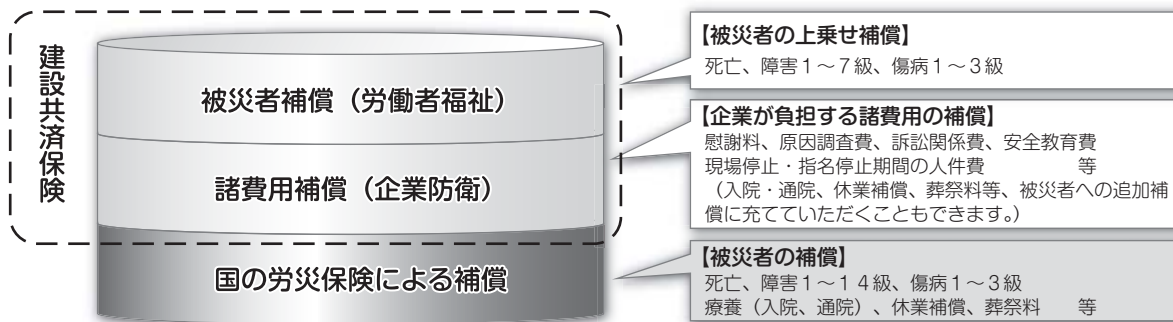 建設共済保険
被災者補償（労働者福祉）
諸費用補償（企業防衛）
国の労災保険による補償
【被災者の上乗せ補償】
死亡、障害１～７級、傷病１～３級
【企業が負担する諸費用の補償】
慰謝料、原因調査費、訴訟関係費、安全教育費
現場停止・指名停止期間の人件費　　　　　等
（入院・通院、休業補償、葬祭料等、被災者への追加補
償に充てていただくこともできます。）
【被災者の補償】
死亡、障害１～１４級、傷病１～３級
療養（入院、通院）、休業補償、葬祭料　　等